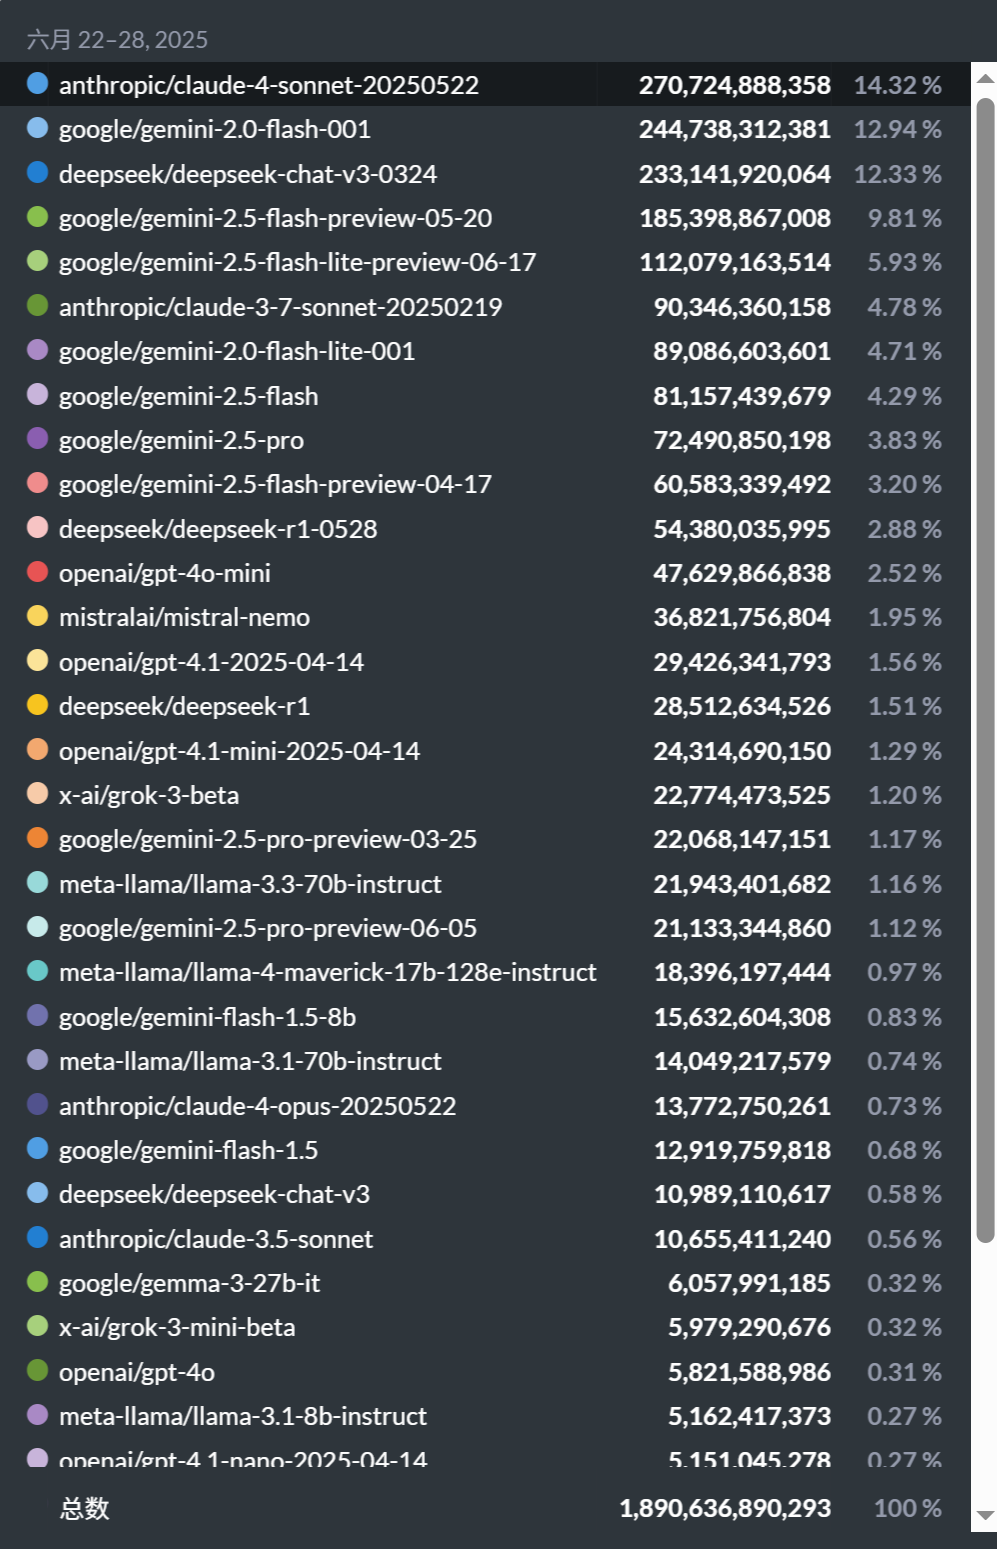 六月 22–28, 2025
anthropic/claude-4-sonnet-20250522 270,724,888,358 14.32 %
google/gemini-2.0-flash-001 244,738,312,381 12.94 %
deepseek/deepseek-chat-v3-0324 233,141,920,064 12.33 %
google/gemini-2.5-flash-preview-05-20 185,398,867,008 9.81 %
google/gemini-2.5-flash-lite-preview-06-17 112,079,163,514 5.93 %
anthropic/claude-3-7-sonnet-20250219 90,346,360,158 4.78 %
google/gemini-2.0-flash-lite-001 89,086,603,601 4.71 %
google/gemini-2.5-flash 81,157,439,679 4.29 %
google/gemini-2.5-pro 72,490,850,198 3.83 %
google/gemini-2.5-flash-preview-04-17 60,583,339,492 3.20 %
deepseek/deepseek-r1-0528 54,380,035,995 2.88 %
openai/gpt-4o-mini 47,629,866,838 2.52 %
mistralai/mistral-nemo 36,821,756,804 1.95 %
openai/gpt-4.1-2025-04-14 29,426,341,793 1.56 %
deepseek/deepseek-r1 28,512,634,526 1.51 %
openai/gpt-4.1-mini-2025-04-14 24,314,690,150 1.29 %
x-ai/grok-3-beta 22,774,473,525 1.20 %
google/gemini-2.5-pro-preview-03-25 22,068,147,151 1.17 %
meta-llama/llama-3.3-70b-instruct 21,943,401,682 1.16 %
google/gemini-2.5-pro-preview-06-05 21,133,344,860 1.12 %
meta-llama/llama-4-maverick-17b-128e-instruct 18,396,197,444 0.97 %
google/gemini-flash-1.5-8b 15,632,604,308 0.83 %
meta-llama/llama-3.1-70b-instruct 14,049,217,579 0.74 %
anthropic/claude-4-opus-20250522 13,772,750,261 0.73 %
google/gemini-flash-1.5 12,919,759,818 0.68 %
deepseek/deepseek-chat-v3 10,989,110,617 0.58 %
anthropic/claude-3.5-sonnet 10,655,411,240 0.56 %
google/gemma-3-27b-it 6,057,991,185 0.32 %
x-ai/grok-3-mini-beta 5,979,290,676 0.32 %
openai/gpt-4o 5,821,588,986 0.31 %
meta-llama/llama-3.1-8b-instruct 5,162,417,373 0.27 %
openai/gpt-4.1-nano-2025-04-14 5,151,045,278 0.27 %
总数 1,890,636,890,293 100 %